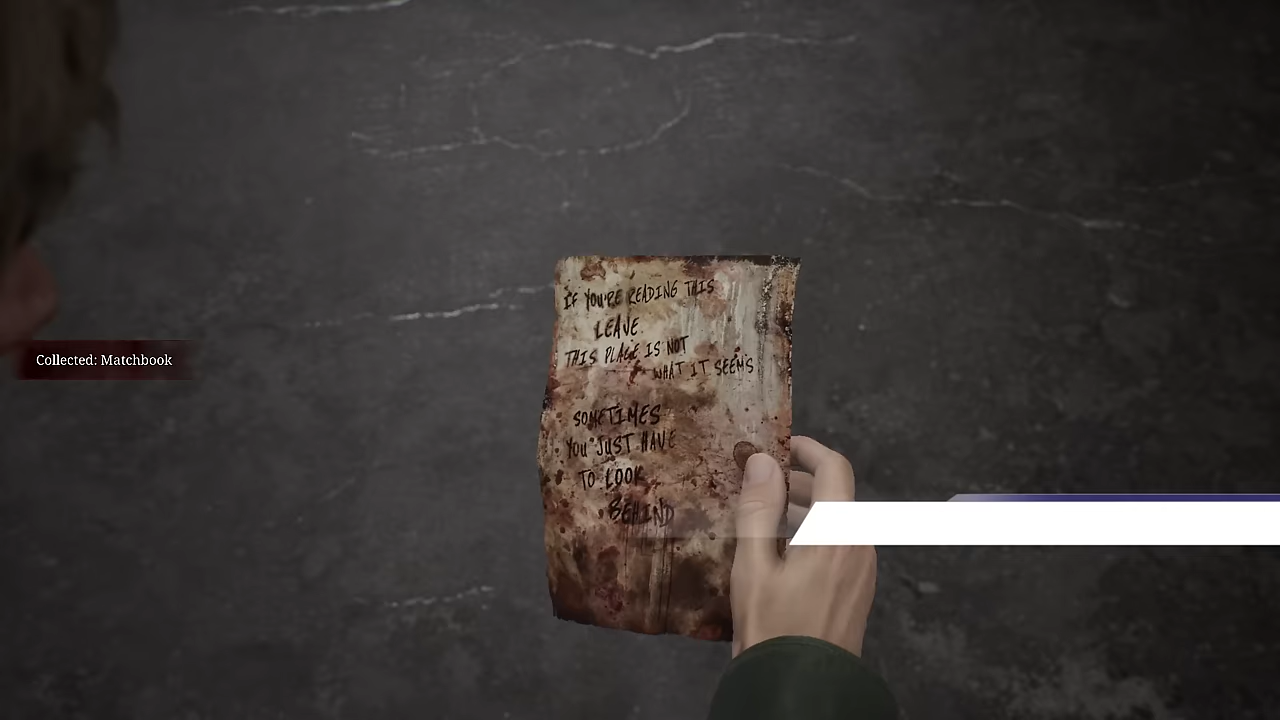 IF YOU'RE READING THIS
LEAVE.
THIS PLACE IS NOT
WHAT IT SEEMS
SOMETIMES
YOU JUST HAVE
TO LOOK
BEHIND
Collected: Matchbook